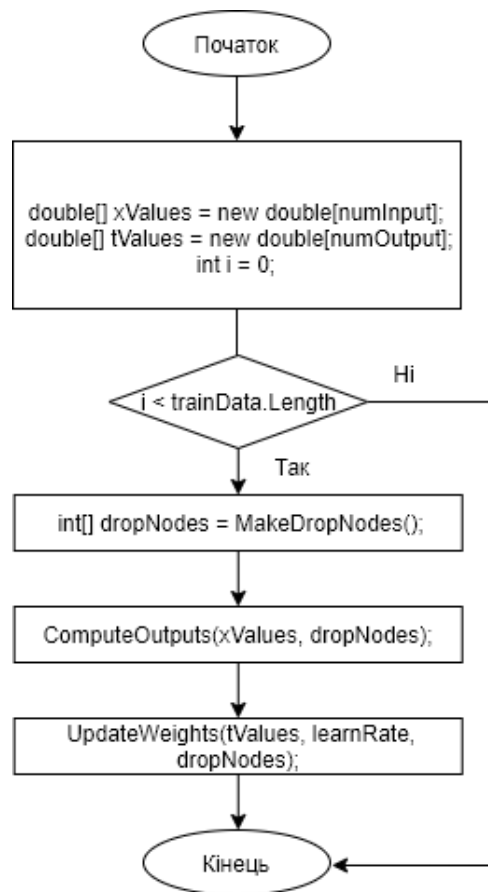 Початок
double[] xValues = new double[numInput];
double[] tValues = new double[numOutput];
int i = 0;
i < trainData.Length
Ні
Так
int[] dropNodes = MakeDropNodes();
ComputeOutputs(xValues, dropNodes);
UpdateWeights(tValues, learnRate,
dropNodes);
Кінець